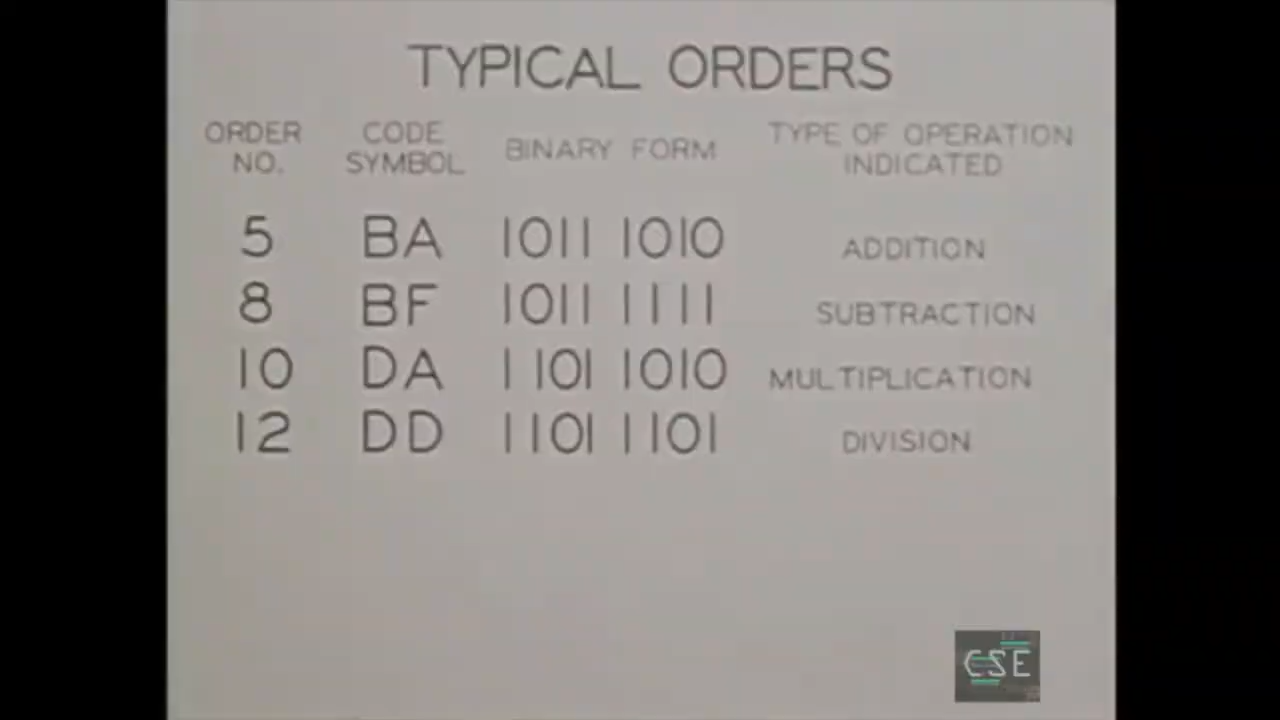 TYPICAL ORDERS
ORDER NO. CODE SYMBOL BINARY FORM TYPE OF OPERATION INDICATED
5 BA 1011 1010 ADDITION
8 BF 1011 1111 SUBTRACTION
10 DA 1101 1010 MULTIPLICATION
12 DD 1101 1101 DIVISION
CSE